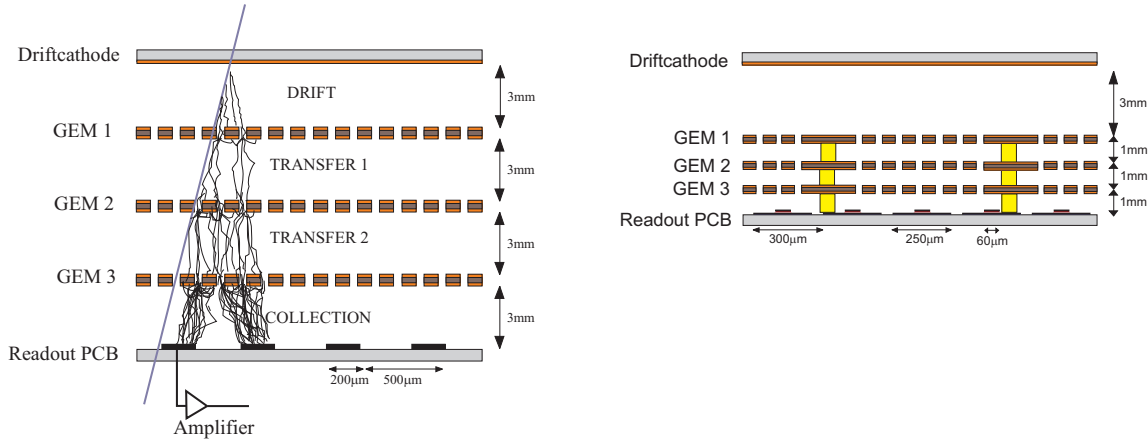 Driftcathode
DRIFT
3mm
GEM 1
TRANSFER 1
3mm
GEM 2
TRANSFER 2
3mm
GEM 3
COLLECTION
3mm
Readout PCB
200µm
500µm
Amplifier
Driftcathode
3mm
GEM 1
1mm
GEM 2
1mm
GEM 3
1mm
Readout PCB
300µm
250µm
60µm